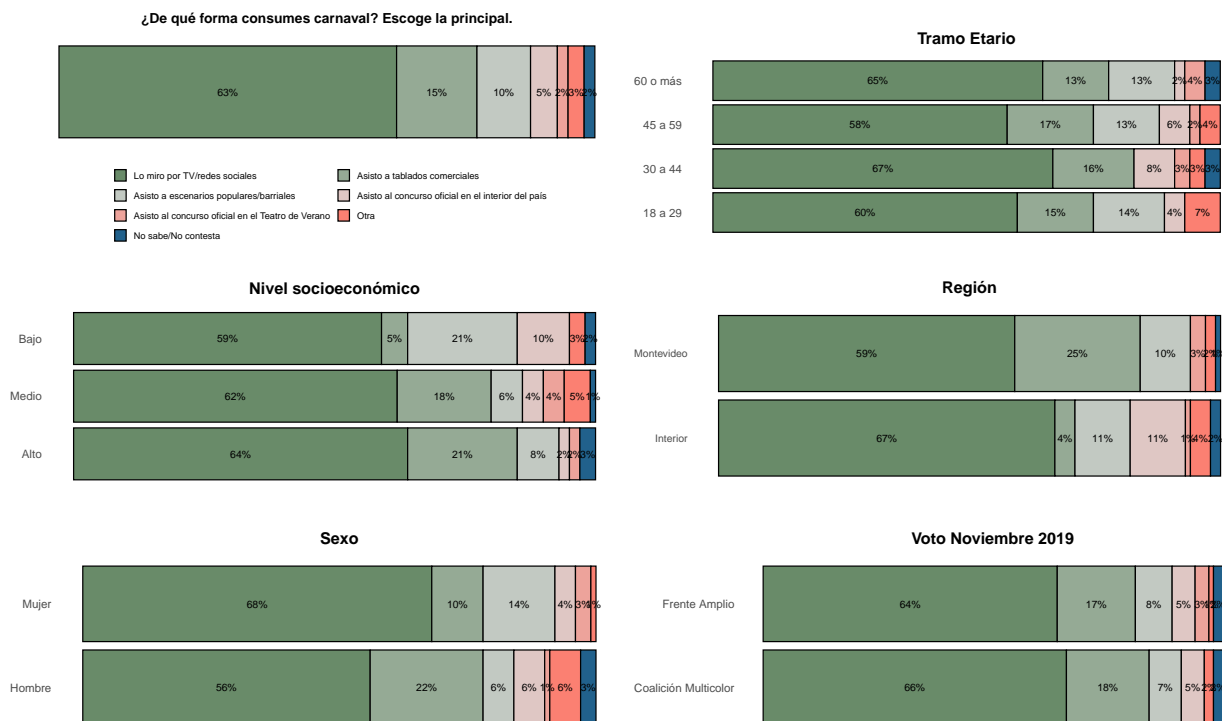 ¿De qué forma consumes carnaval? Escoge la principal.
63% 15% 10% 5% 2% 3% 2%
Lo miro por TV/redes sociales
Asisto a tablados comerciales
Asisto a escenarios populares/barriales
Asisto al concurso oficial en el interior del país
Asisto al concurso oficial en el Teatro de Verano
Otra
No sabe/No contesta
Tramo Etario
60 o más 65% 13% 13% 2% 4% 3%
45 a 59 58% 17% 13% 6% 2% 4%
30 a 44 67% 16% 8% 3% 3% 3%
18 a 29 60% 15% 14% 4% 7%
Nivel socioeconómico
Bajo 59% 5% 21% 10% 3% 2%
Medio 62% 18% 6% 4% 4% 5% 1%
Alto 64% 21% 8% 2% 2% 3%
Región
Montevideo 59% 25% 10% 3% 2%
Interior 67% 4% 11% 11% 1% 4% 2%
Sexo
Mujer 68% 10% 14% 4% 3% 1%
Hombre 56% 22% 6% 6% 1% 6% 3%
Voto Noviembre 2019
Frente Amplio 64% 17% 8% 5% 3%
Coalición Multicolor 66% 18% 7% 5% 2%